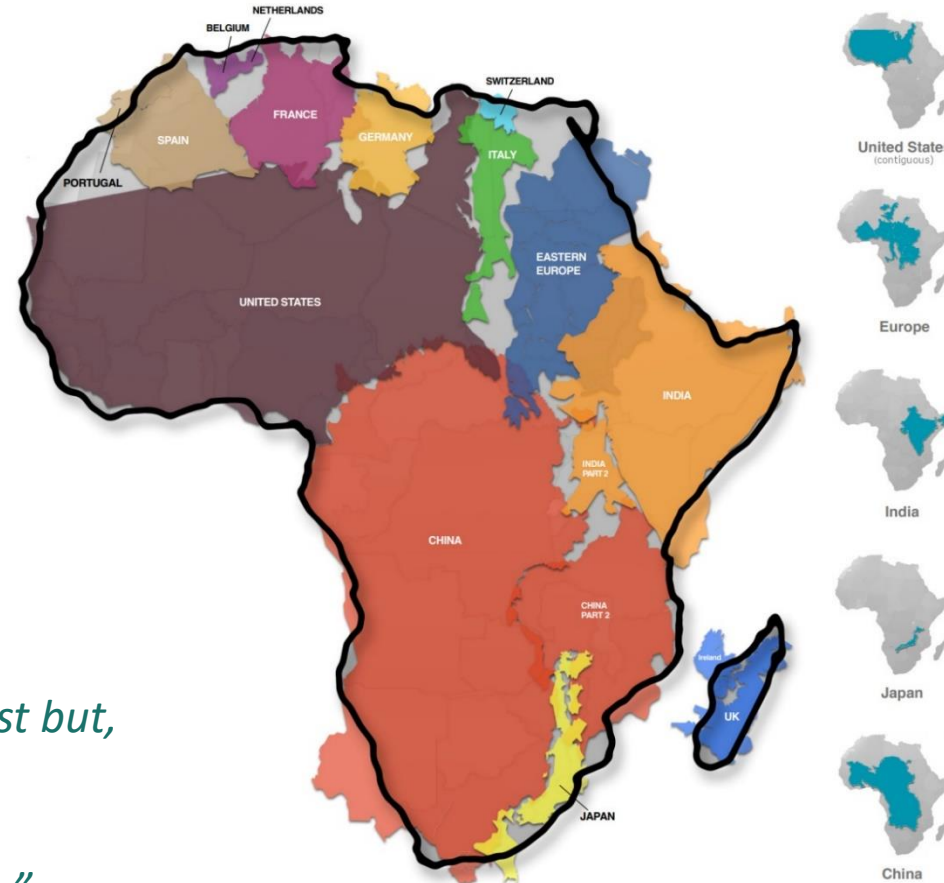 NETHERLANDS
BELGIUM
SWITZERLAND
FRANCE
SPAIN
GERMANY
ITALY
PORTUGAL
EASTERN
EUROPE
UNITED STATES
INDIA
INDIA
PART 2
CHINA
CHINA
PART 2
Ireland
UK
JAPAN
st but,
”
United States
(contiguous)
Europe
India
Japan
China